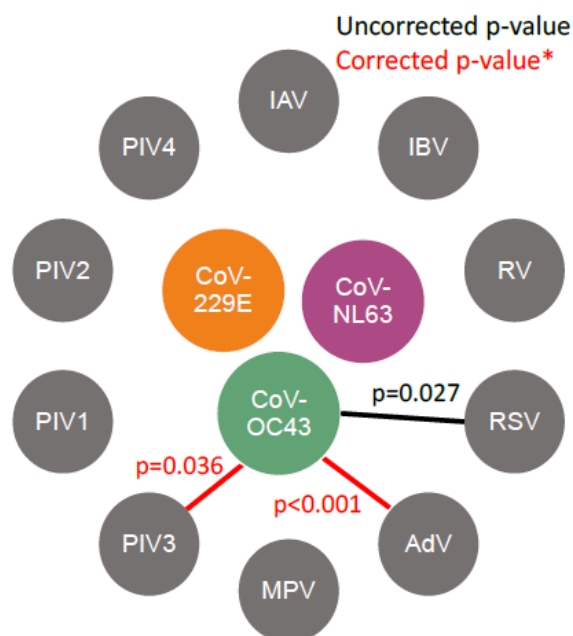 Uncorrected p-value
Corrected p-value*
IAV
PIV4
IBV
PIV2
CoV-
229E
CoV-
NL63
RV
PIV1
CoV-
OC43
p=0.027
RSV
p=0.036
p<0.001
PIV3
AdV
MPV